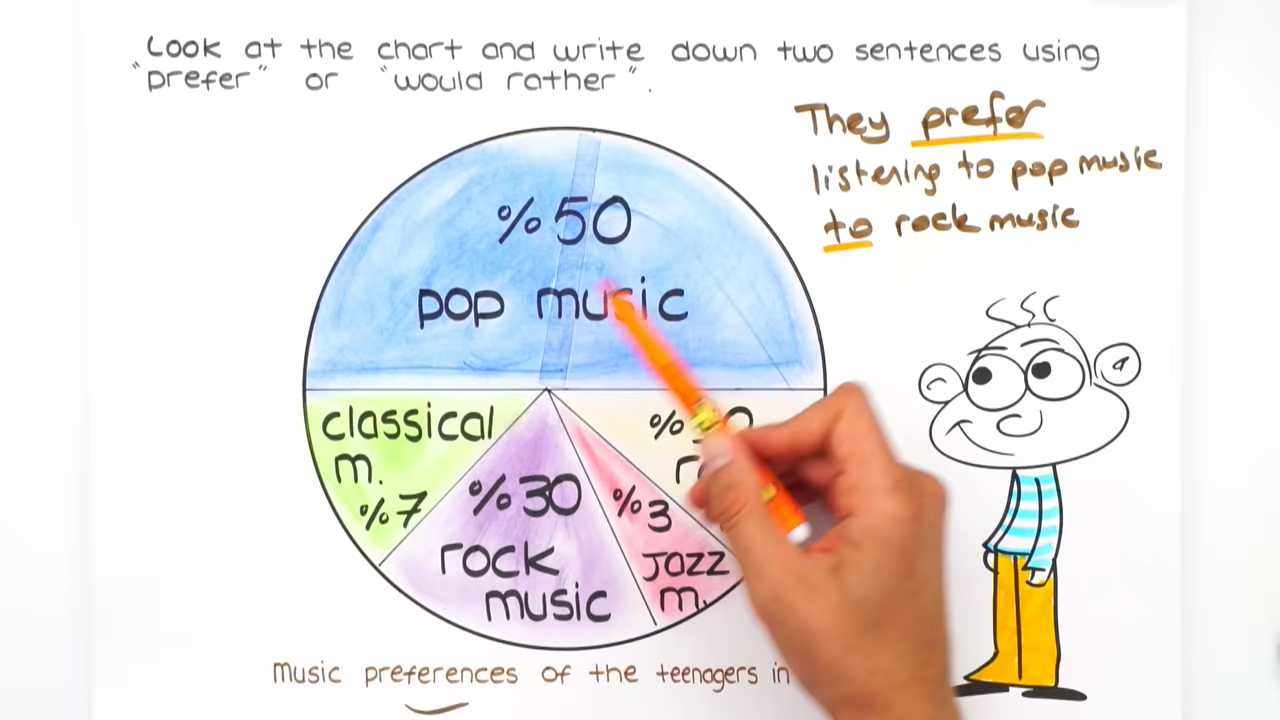 Look at the chart and write down two sentences using
"prefer" or "would rather".
They prefer
listening to pop music
to rock music
%50
pop music
classical
m.
%7
%30
rock
music
%3
Jazz
m.
%
music preferences of the teenagers in